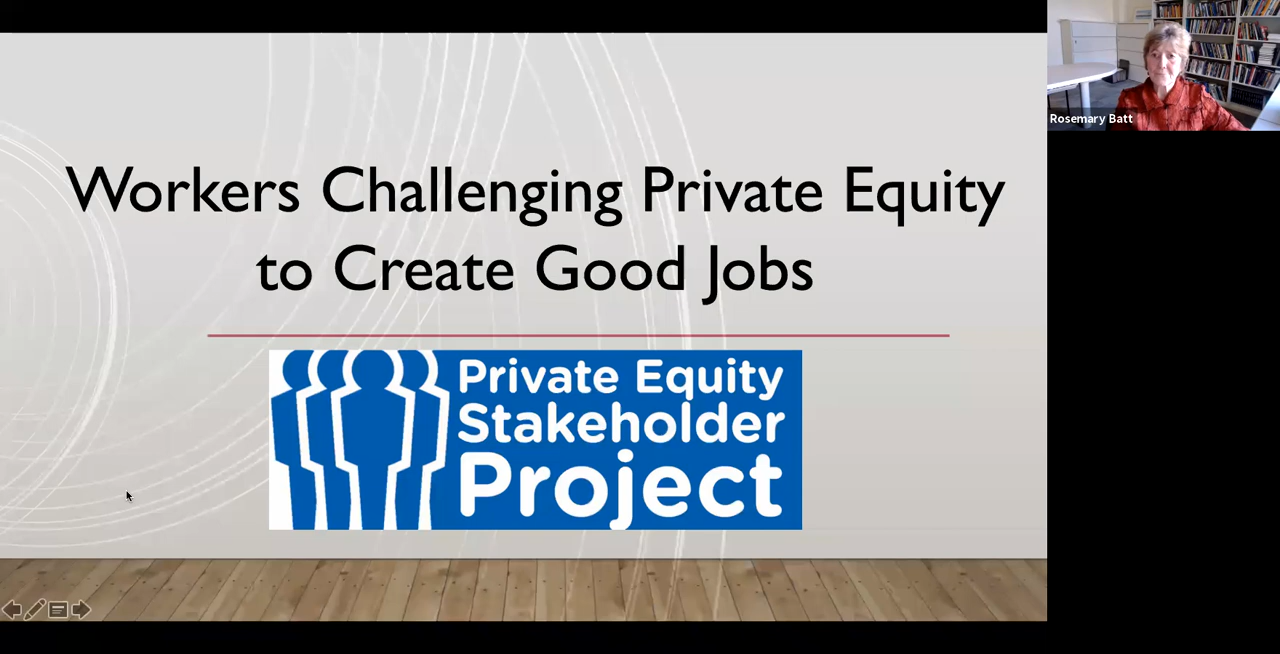 Workers Challenging Private Equity
to Create Good Jobs
Private Equity
Stakeholder
Project
Rosemary Batt